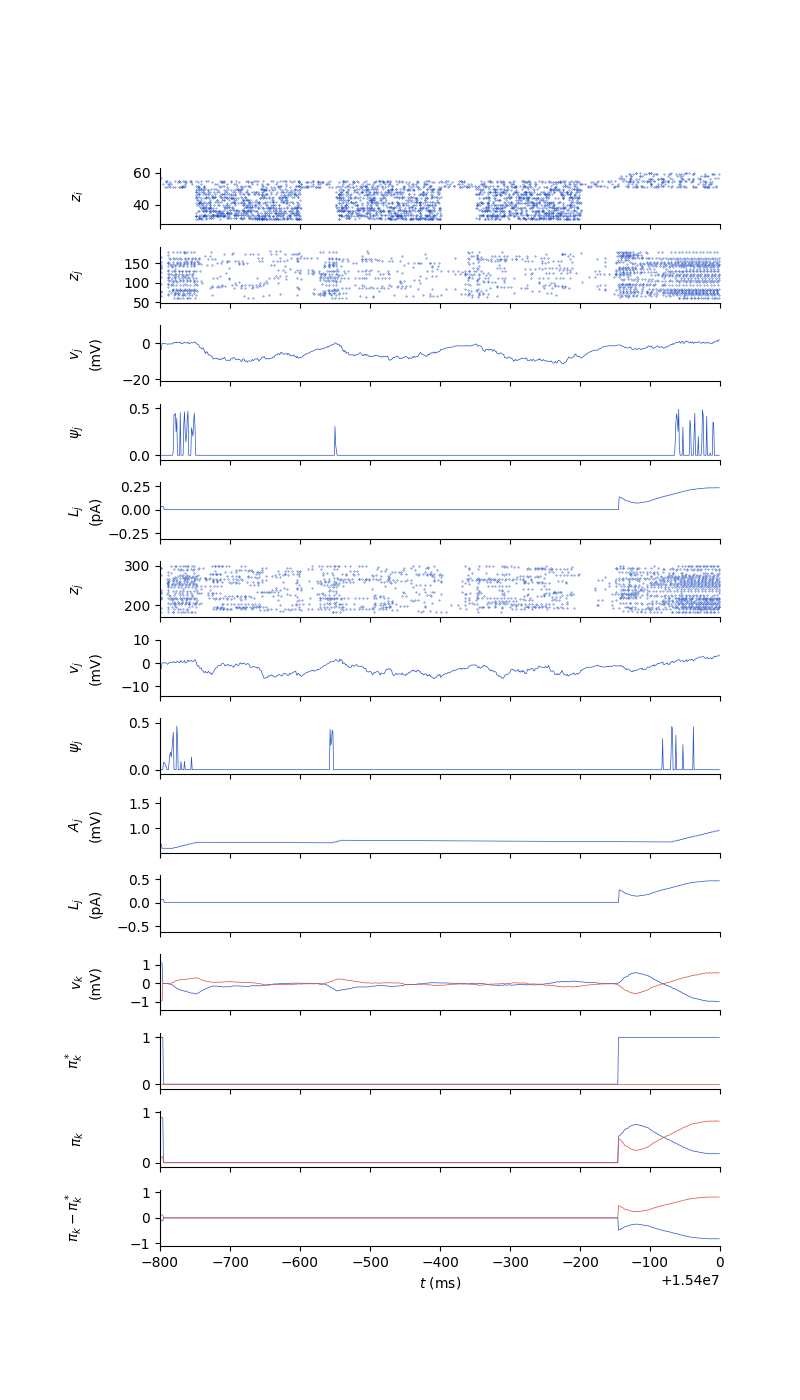 60
40
z_i
150
100
50
z_j
0
−20
v_j
(mV)
0.5
0.0
ψ_j
0.25
0.00
−0.25
L_j
(pA)
300
200
z_j
10
0
−10
v_j
(mV)
0.5
0.0
ψ_j
1.5
1.0
A_j
(mV)
0.5
0.0
−0.5
L_j
(pA)
1
0
−1
v_k
(mV)
1
0
π_k^*
1
0
π_k
1
0
−1
π_k − π_k^*
−800 −700 −600 −500 −400 −300 −200 −100 0
t (ms)
+1.54e7